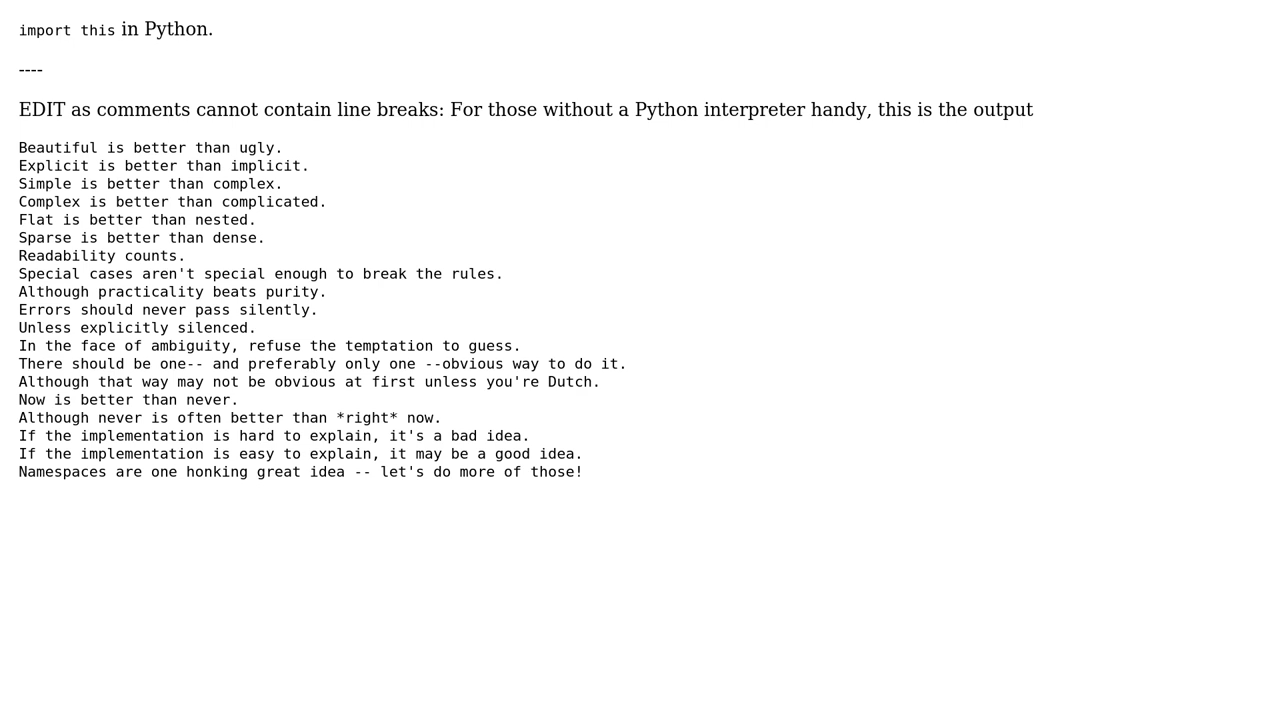 import this in Python.
----
EDIT as comments cannot contain line breaks: For those without a Python interpreter handy, this is the output
Beautiful is better than ugly.
Explicit is better than implicit.
Simple is better than complex.
Complex is better than complicated.
Flat is better than nested.
Sparse is better than dense.
Readability counts.
Special cases aren't special enough to break the rules.
Although practicality beats purity.
Errors should never pass silently.
Unless explicitly silenced.
In the face of ambiguity, refuse the temptation to guess.
There should be one-- and preferably only one --obvious way to do it.
Although that way may not be obvious at first unless you're Dutch.
Now is better than never.
Although never is often better than *right* now.
If the implementation is hard to explain, it's a bad idea.
If the implementation is easy to explain, it may be a good idea.
Namespaces are one honking great idea -- let's do more of those!